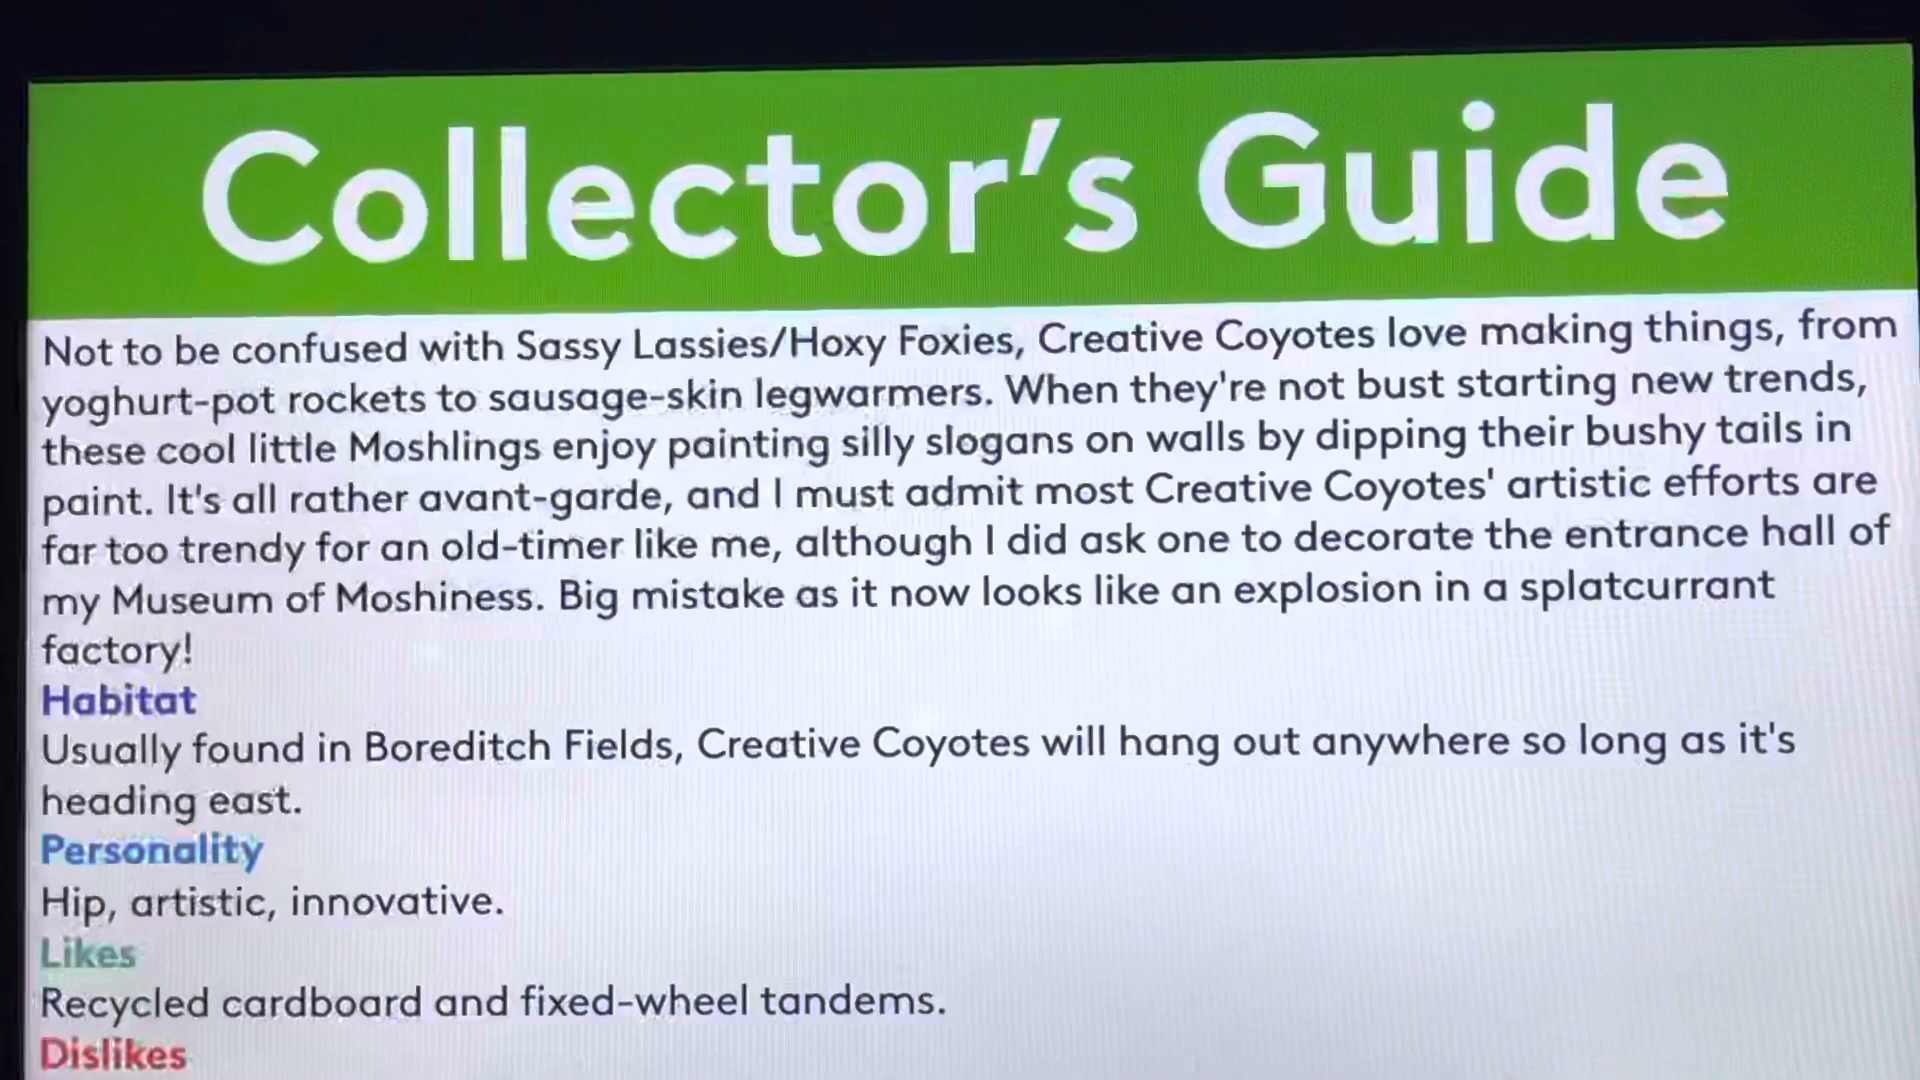 Collector's Guide
Not to be confused with Sassy Lassies/Hoxy Foxies, Creative Coyotes love making things, from
yoghurt-pot rockets to sausage-skin legwarmers. When they're not bust starting new trends,
these cool little Moshlings enjoy painting silly slogans on walls by dipping their bushy tails in
paint. It's all rather avant-garde, and I must admit most Creative Coyotes' artistic efforts are
far too trendy for an old-timer like me, although I did ask one to decorate the entrance hall of
my Museum of Moshiness. Big mistake as it now looks like an explosion in a splatcurrant
factory!
Habitat
Usually found in Boreditch Fields, Creative Coyotes will hang out anywhere so long as it's
heading east.
Personality
Hip, artistic, innovative.
Likes
Recycled cardboard and fixed-wheel tandems.
Dislikes